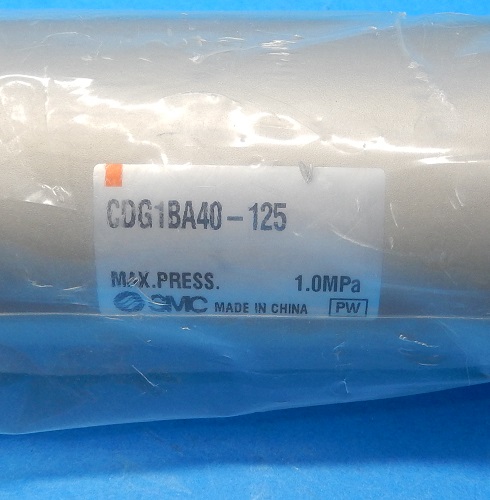 CDG1BA40-125
MAX.PRESS. 1.0MPa
SMC MADE IN CHINA PW